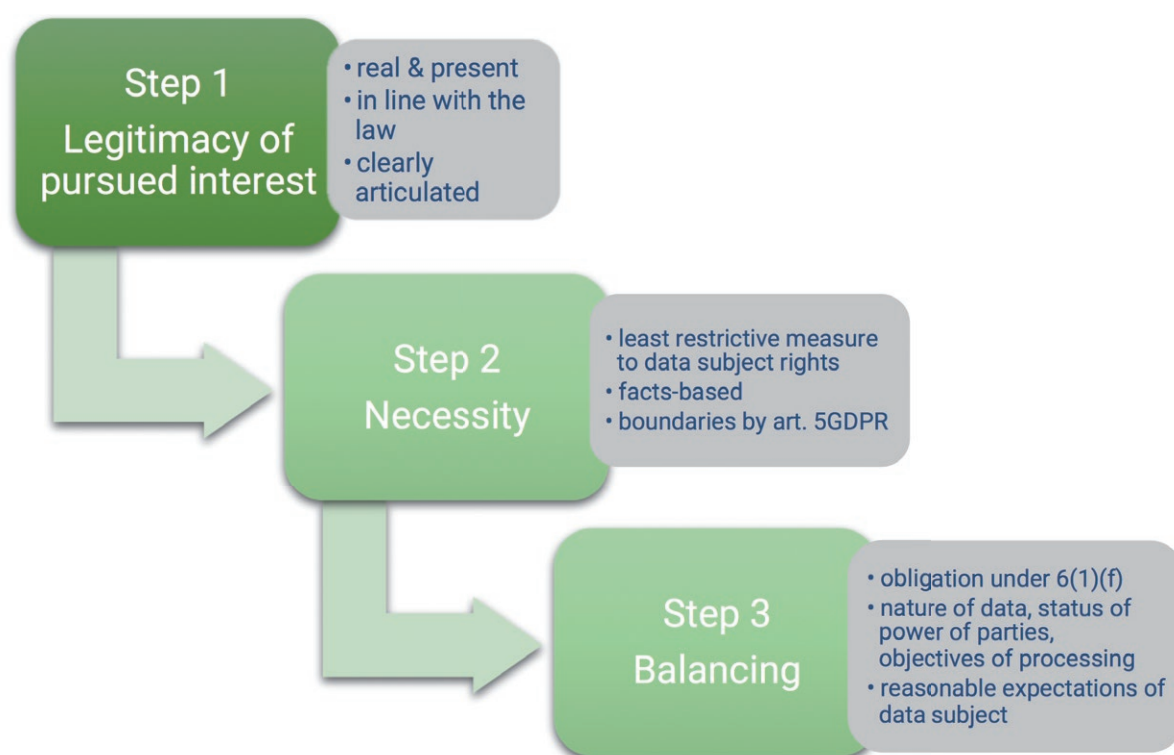 Step 1
Legitimacy of
pursued interest
• real & present
• in line with the
law
• clearly
articulated
Step 2
Necessity
• least restrictive measure
to data subject rights
• facts-based
• boundaries by art. 5GDPR
Step 3
Balancing
• obligation under 6(1)(f)
• nature of data, status of
power of parties,
objectives of processing
• reasonable expectations of
data subject